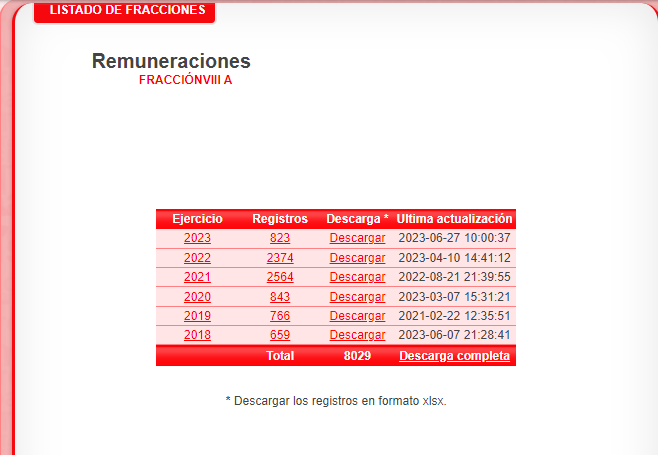 LISTADO DE FRACCIONES
Remuneraciones
FRACCIÓNVIII A
Ejercicio Registros Descarga * Ultima actualización
2023 823 Descargar 2023-06-27 10:00:37
2022 2374 Descargar 2023-04-10 14:41:12
2021 2564 Descargar 2022-08-21 21:39:55
2020 843 Descargar 2023-03-07 15:31:21
2019 766 Descargar 2021-02-22 12:35:51
2018 659 Descargar 2023-06-07 21:28:41
Total 8029 Descarga completa
* Descargar los registros en formato xlsx.